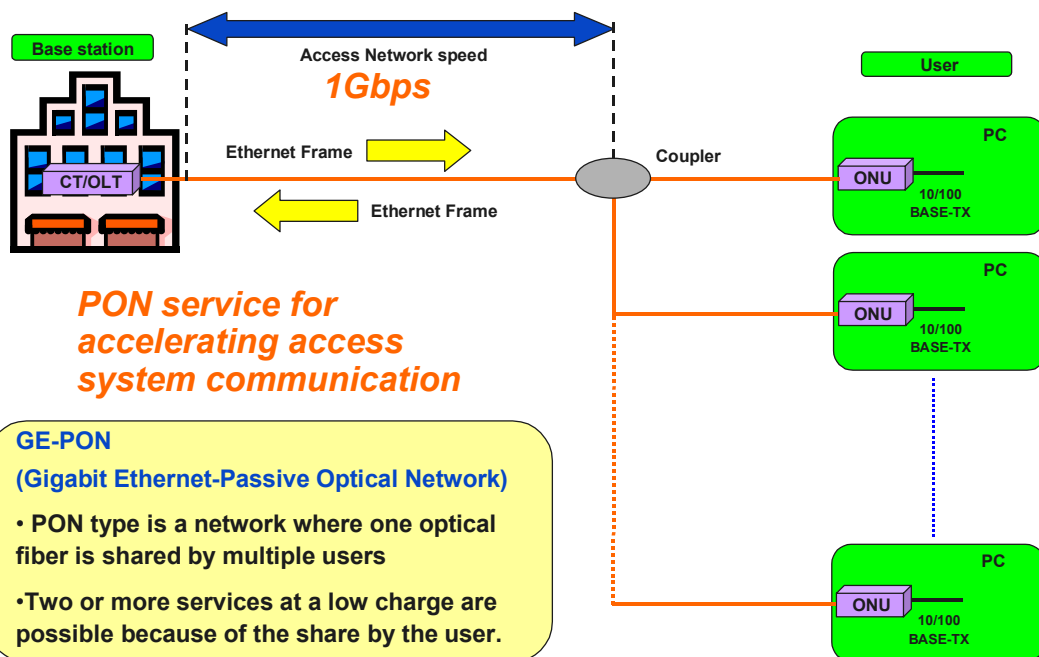 Base station
Access Network speed
1Gbps
User
Ethernet Frame
Coupler
PC
CT/OLT
ONU
10/100
BASE-TX
Ethernet Frame
PC
ONU
10/100
BASE-TX
PON service for
accelerating access
system communication
GE-PON
(Gigabit Ethernet-Passive Optical Network)
• PON type is a network where one optical
fiber is shared by multiple users
•Two or more services at a low charge are
possible because of the share by the user.
PC
ONU
10/100
BASE-TX